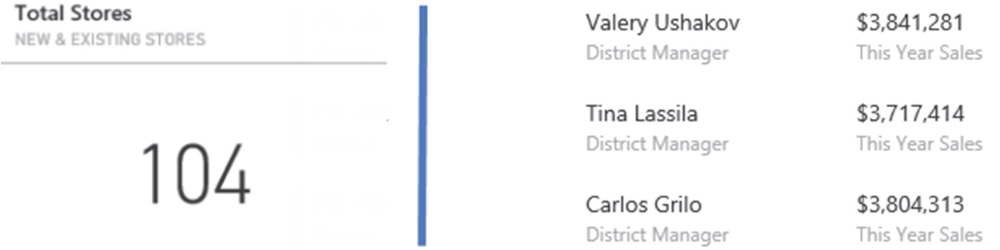 Total Stores
NEW & EXISTING STORES
104
Valery Ushakov $3,841,281
District Manager This Year Sales
Tina Lassila $3,717,414
District Manager This Year Sales
Carlos Grilo $3,804,313
District Manager This Year Sales